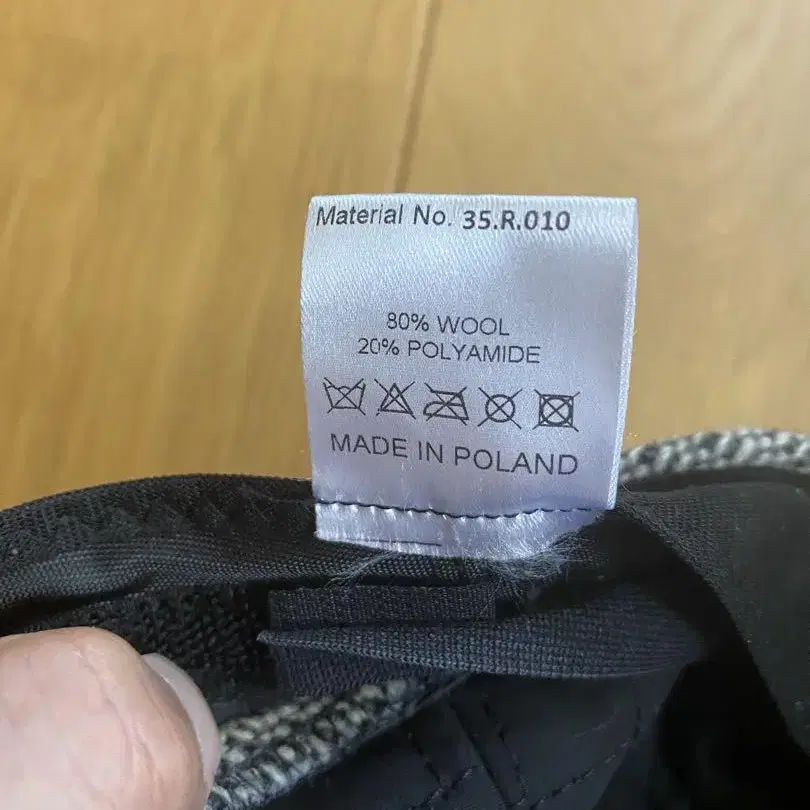 Material No. 35.R.010
80% WOOL
20% POLYAMIDE
MADE IN POLAND